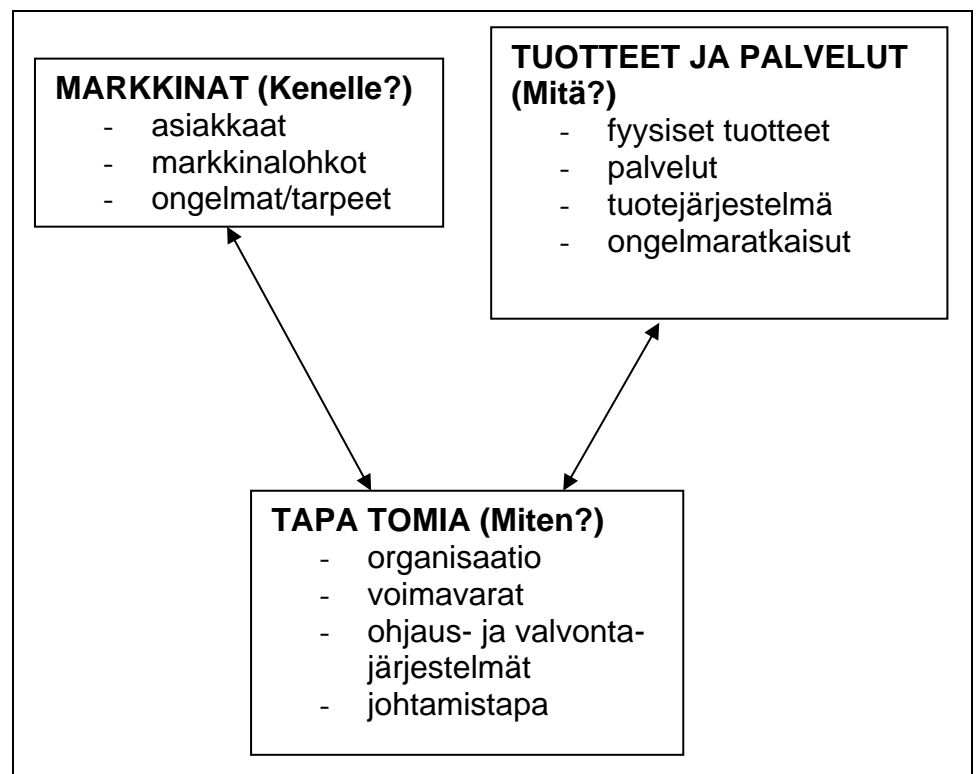 MARKKINAT (Kenelle?)
- asiakkaat
- markkinalohkot
- ongelmat/tarpeet
TUOTTEET JA PALVELUT
(Mitä?)
- fyysiset tuotteet
- palvelut
- tuotejärjestelmä
- ongelmaratkaisut
TAPA TOMIA (Miten?)
- organisaatio
- voimavarat
- ohjaus- ja valvonta-
järjestelmät
- johtamistapa